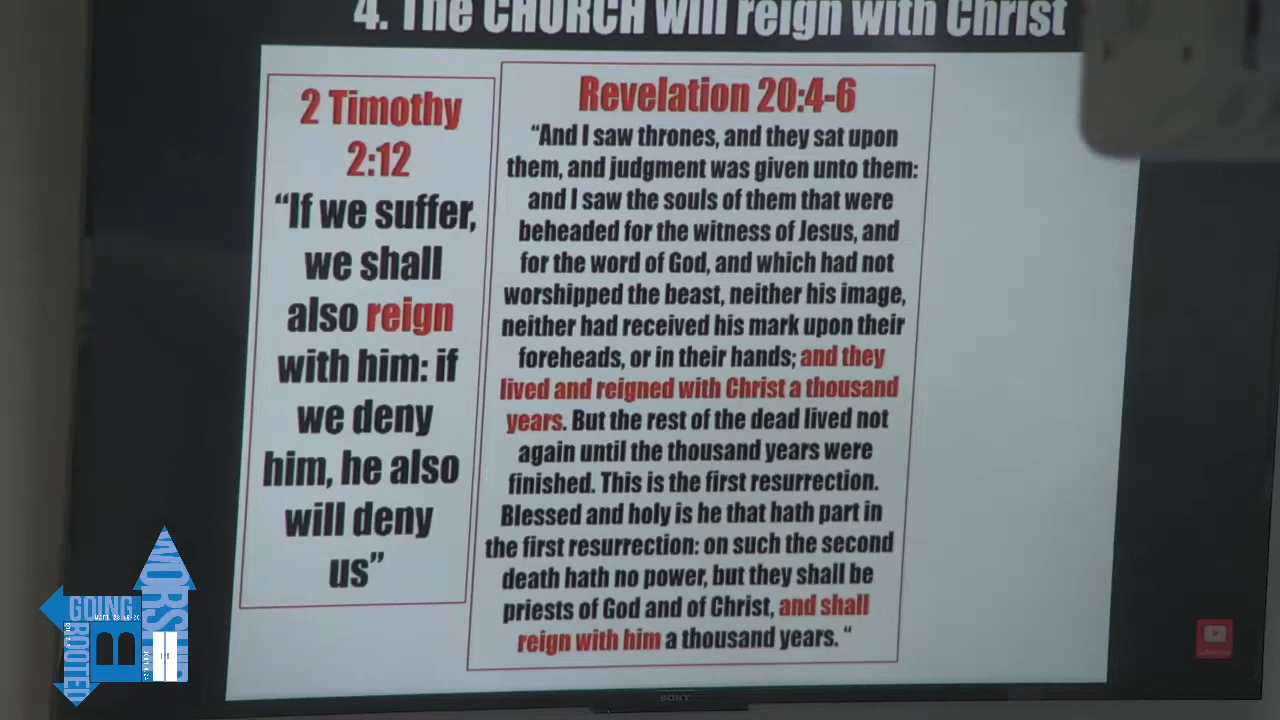 4. The CHURCH will reign with Christ
2 Timothy
2:12
“If we suffer,
we shall
also reign
with him: if
we deny
him, he also
will deny
us”
Revelation 20:4-6
“And I saw thrones, and they sat upon
them, and judgment was given unto them:
and I saw the souls of them that were
beheaded for the witness of Jesus, and
for the word of God, and which had not
worshipped the beast, neither his image,
neither had received his mark upon their
foreheads, or in their hands; and they
lived and reigned with Christ a thousand
years. But the rest of the dead lived not
again until the thousand years were
finished. This is the first resurrection.
Blessed and holy is he that hath part in
the first resurrection: on such the second
death hath no power, but they shall be
priests of God and of Christ, and shall
reign with him a thousand years. “
GOING
WORSHIP
ROOTED
SONY